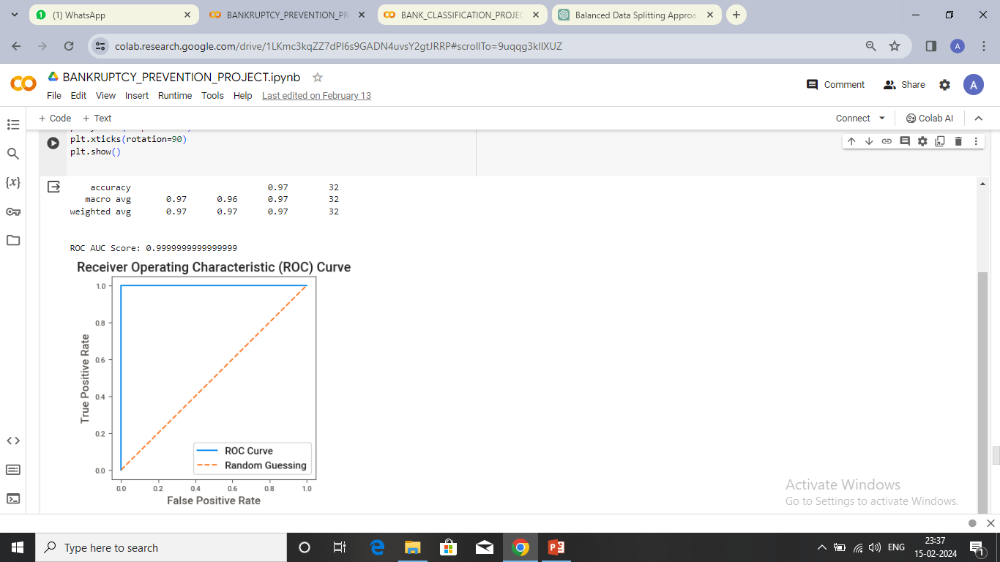 (1) WhatsApp
BANKRUPTCY_PREVENTION_PR
BANK_CLASSIFICATION_PROJEC
Balanced Data Splitting Approa
colab.research.google.com/drive/1LKmc3kqZZ7dPl6s9GADN4uvsY2gtJRRP#scrollTo=9uqqg3kllXUZ
A
BANKRUPTCY_PREVENTION_PROJECT.ipynb
Comment
Share
A
File Edit View Insert Runtime Tools Help Last edited on February 13
+ Code + Text
Connect
Colab AI
plt.xticks(rotation=90)
plt.show()
{x}
accuracy 0.97 32
macro avg 0.97 0.96 0.97 32
weighted avg 0.97 0.97 0.97 32
ROC AUC Score: 0.9999999999999999
Receiver Operating Characteristic (ROC) Curve
1.0
0.8
0.6
0.4
0.2
0.0
True Positive Rate
ROC Curve
Random Guessing
0.0 0.2 0.4 0.6 0.8 1.0
False Positive Rate
Activate Windows
Go to Settings to activate Windows.
Type here to search
ENG
23:37
15-02-2024
1